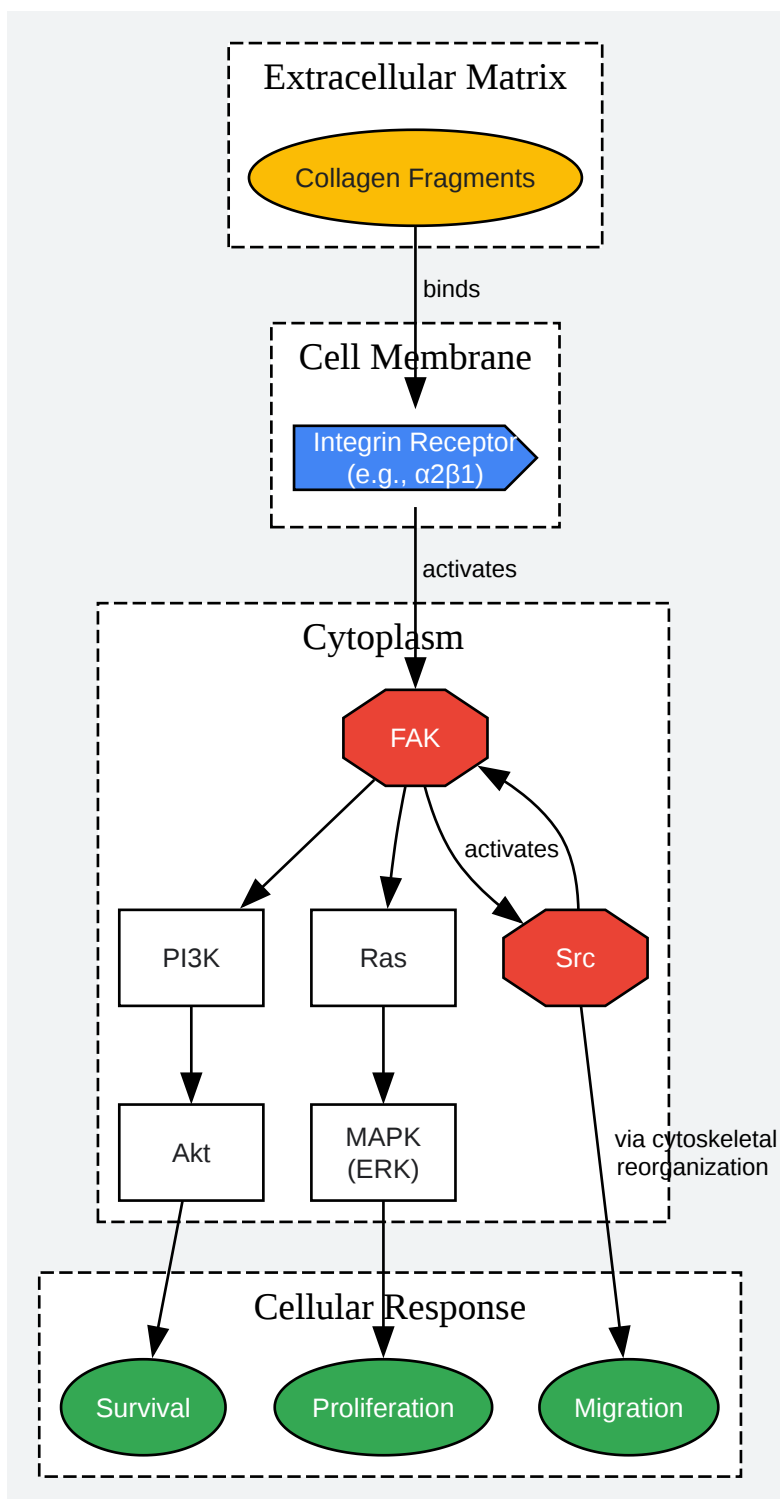 Extracellular Matrix
Collagen Fragments
binds
Cell Membrane
Integrin Receptor
(e.g., α2β1)
activates
Cytoplasm
FAK
activates
PI3K
Ras
Src
Akt
MAPK
(ERK)
via cytoskeletal
reorganization
Cellular Response
Survival
Proliferation
Migration